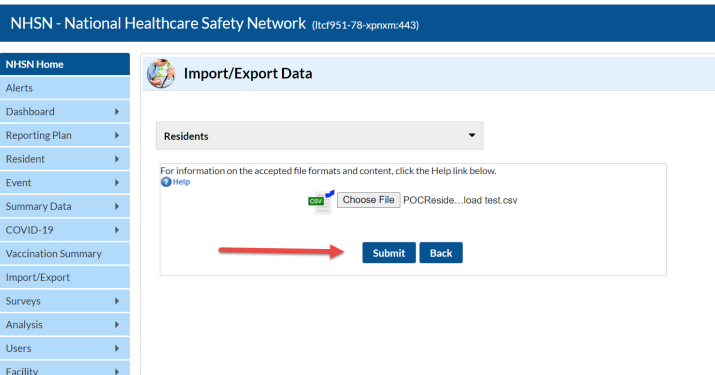 NHSN - National Healthcare Safety Network (ltcf951-78-xpnxm:443)
NHSN Home
Alerts
Dashboard
Reporting Plan
Resident
Event
Summary Data
COVID-19
Vaccination Summary
Import/Export
Surveys
Analysis
Users
Facility
Import/Export Data
Residents
For information on the accepted file formats and content, click the Help link below.
Help
CSV Choose File POCReside...load test.csv
Submit Back